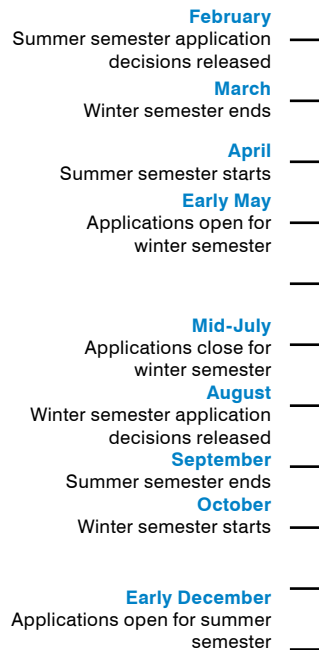 February
Summer semester application
decisions released
March
Winter semester ends
April
Summer semester starts
Early May
Applications open for
winter semester
Mid-July
Applications close for
winter semester
August
Winter semester application
decisions released
September
Summer semester ends
October
Winter semester starts
Early December
Applications open for summer
semester